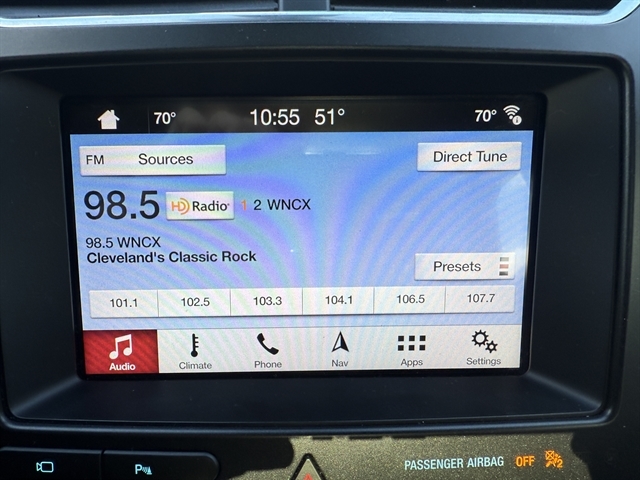 70° 10:55 51° 70°
FM Sources Direct Tune
98.5 HD Radio 1 2 WNCX
98.5 WNCX
Cleveland's Classic Rock
Presets
101.1 102.5 103.3 104.1 106.5 107.7
Audio Climate Phone Nav Apps Settings
P
PASSENGER AIRBAG OFF 2